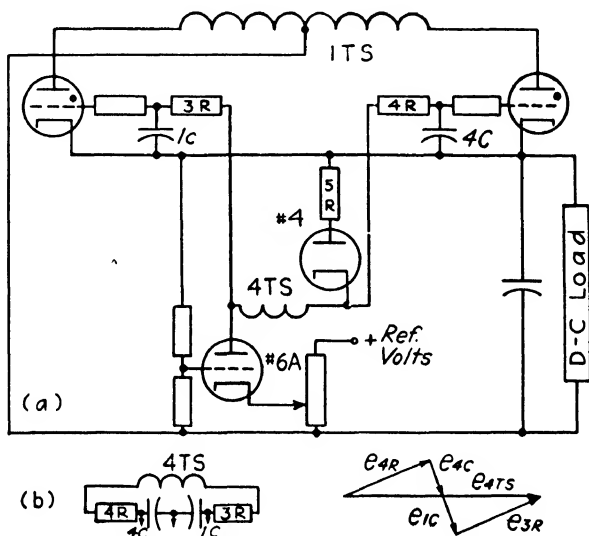 1TS
3R
4R
1C
4C
5R
#4
4TS
#6A
+ Ref.
Volts
D-C Load
(a)
(b)
4TS
4R
3R
4C
1C
e4R
e4C
e4TS
e1C
e3R